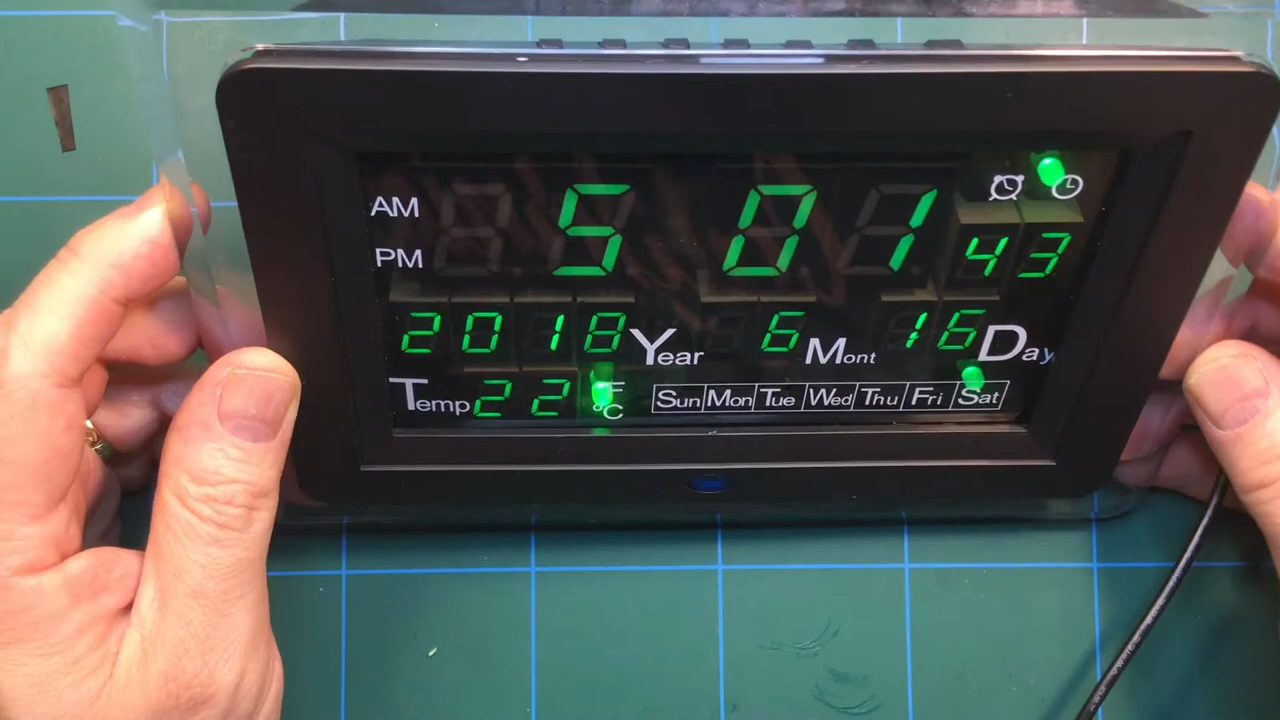 AM 5 01
PM 43
2018 Year 6 Mont 16 Day
Temp 22 °F
°C Sun Mon Tue Wed Thu Fri Sat